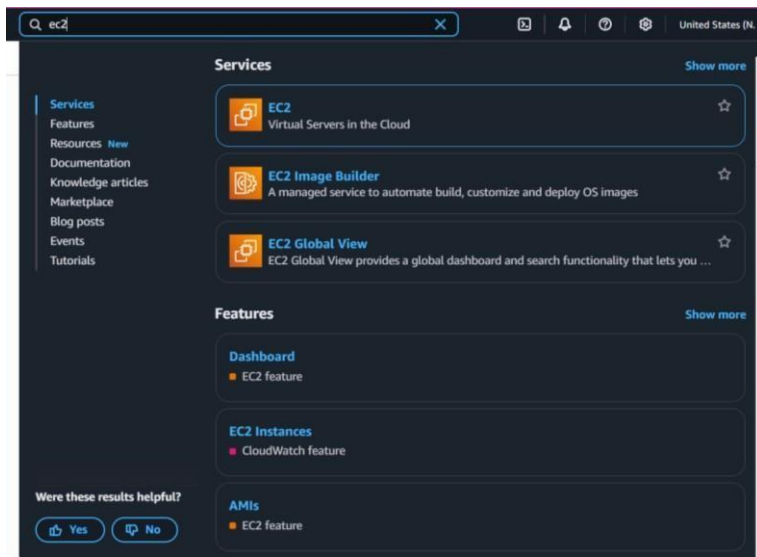 ec2
United States (N.
Services
Features
Resources New
Documentation
Knowledge articles
Marketplace
Blog posts
Events
Tutorials
Were these results helpful?
Yes
No
Services
Show more
EC2
Virtual Servers in the Cloud
EC2 Image Builder
A managed service to automate build, customize and deploy OS images
EC2 Global View
EC2 Global View provides a global dashboard and search functionality that lets you ...
Features
Show more
Dashboard
EC2 feature
EC2 Instances
CloudWatch feature
AMIs
EC2 feature